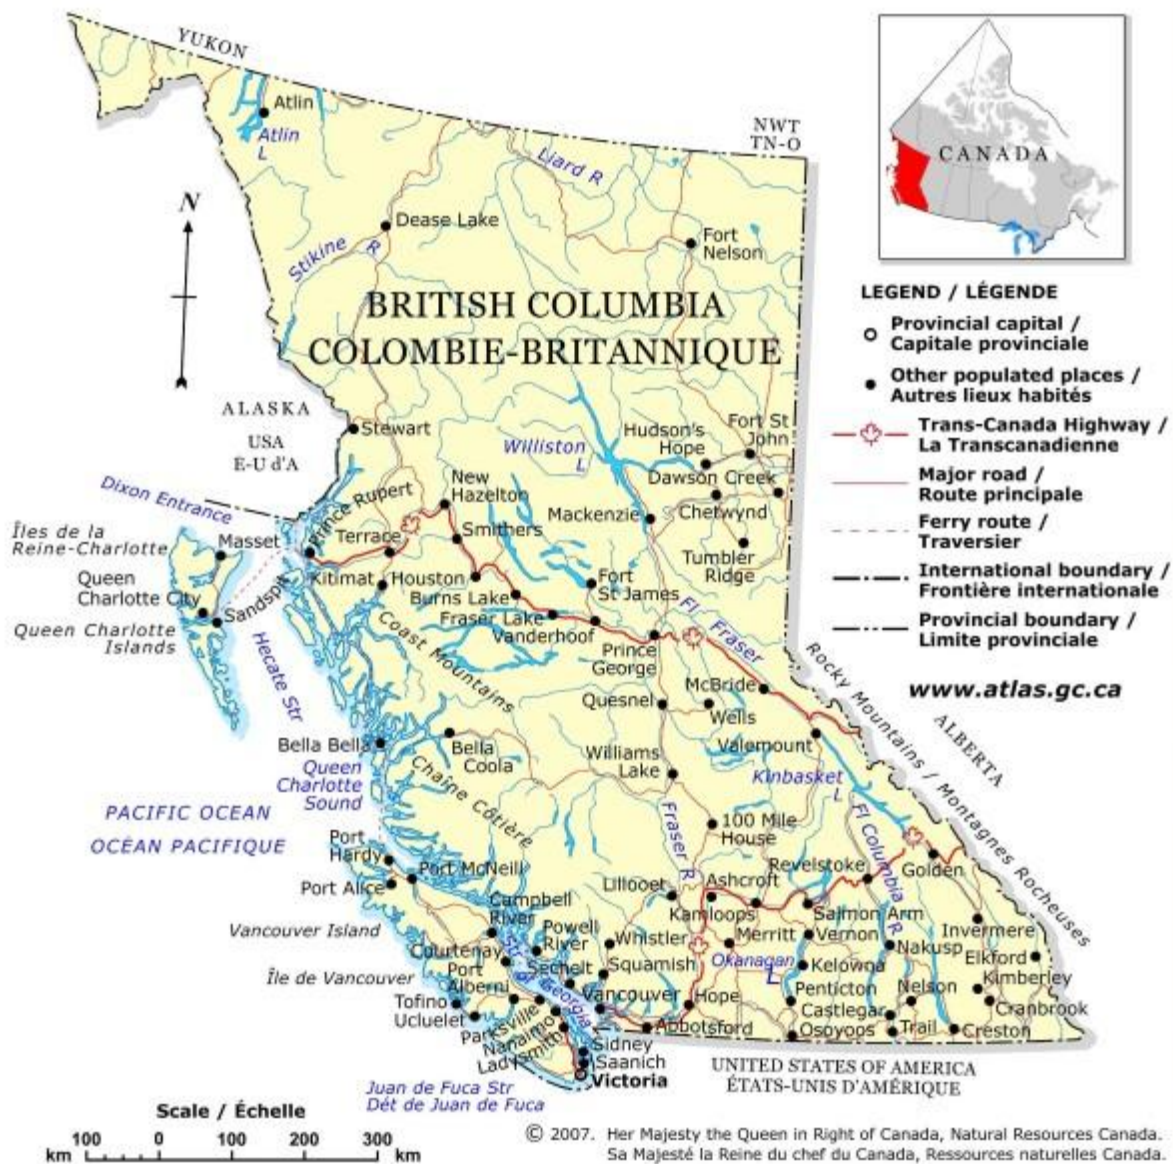 YUKON
Atlin
Atlin
L
NWT
TN-O
Liard R
CANADA
N
Dease Lake
Stikine
R
Fort
Nelson
BRITISH COLUMBIA
COLOMBIE-BRITANNIQUE
LEGEND / LÉGENDE
Provincial capital /
Capitale provinciale
Other populated places /
Autres lieux habités
Trans-Canada Highway /
La Transcanadienne
Major road /
Route principale
Ferry route /
Traversier
International boundary /
Frontière internationale
Provincial boundary /
Limite provinciale
www.atlas.gc.ca
ALASKA
USA
E-U d'A
Stewart
Williston
L
Hudson's
Hope
Fort St
John
Dawson Creek
Chetwynd
Mackenzie
Tumbler
Ridge
Dixon Entrance
Prince Rupert
New
Hazelton
Smithers
Terrace
Îles de la
Reine-Charlotte
Masset
Queen
Charlotte City
Sandspit
Queen Charlotte
Islands
Kitimat
Houston
Burns Lake
Fraser Lake
Vanderhoof
Fort
St James
Fl Fraser
Prince
George
Hecate Str
Coast Mountains
McBride
Quesnel
Wells
Valemount
Rocky Mountains / Montagnes Rocheuses
ALBERTA
Bella Bella
Bella
Coola
Williams
Lake
Kinbasket
L
Queen
Charlotte
Sound
Chaîne Côtière
PACIFIC OCEAN
OCÉAN PACIFIQUE
Fraser R
100 Mile
House
Fl Columbia
R
Port
Hardy
Port McNeill
Port Alice
Revelstoke
Golden
Lillooet
Ashcroft
Kamloops
Salmon Arm
Campbell
River
Powell
River
Vancouver Island
Courtenay
Str of Georgia
Whistler
Merritt
Vernon
Invermere
Nakusp
Elkford
Île de Vancouver
Port
Alberni
Sechelt
Squamish
Okanagan
L
Kelowna
Kimberley
Tofino
Ucluelet
Vancouver
Hope
Penticton
Nelson
Cranbrook
Castlegar
Parksville
Nanaimo
Ladysmith
Abbotsford
Osoyoos
Trail
Creston
Sidney
Saanich
Victoria
UNITED STATES OF AMERICA
ÉTATS-UNIS D'AMÉRIQUE
Juan de Fuca Str
Dét de Juan de Fuca
Scale / Échelle
100 0 100 200 300
km km
© 2007. Her Majesty the Queen in Right of Canada, Natural Resources Canada.
Sa Majesté la Reine du chef du Canada, Ressources naturelles Canada.